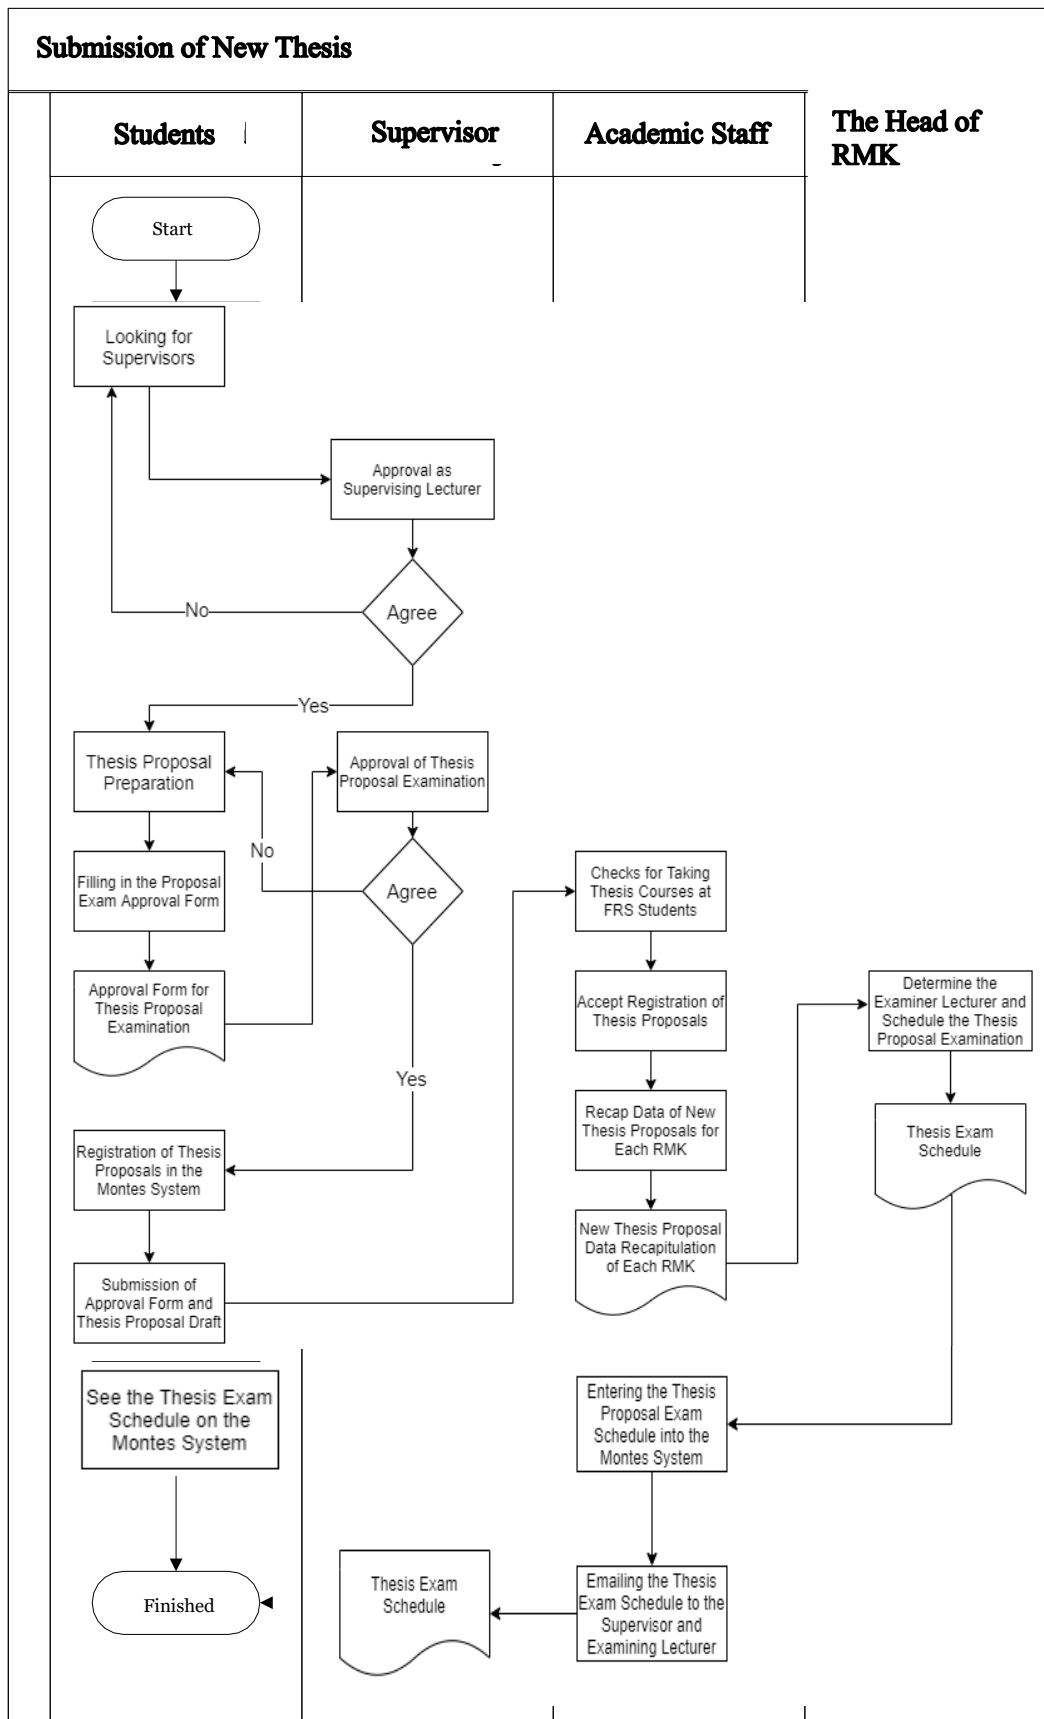 Submission of New Thesis
Students
Supervisor
Academic Staff
The Head of
RMK
Start
Looking for
Supervisors
Approval as
Supervising Lecturer
Agree
No
Yes
Thesis Proposal
Preparation
Approval of Thesis
Proposal Examination
No
Agree
Filling in the Proposal
Exam Approval Form
Checks for Taking
Thesis Courses at
FRS Students
Approval Form for
Thesis Proposal
Examination
Accept Registration of
Thesis Proposals
Determine the
Examiner Lecturer and
Schedule the Thesis
Proposal Examination
Yes
Recap Data of New
Thesis Proposals for
Each RMK
Thesis Exam
Schedule
Registration of Thesis
Proposals in the
Montes System
New Thesis Proposal
Data Recapitulation
of Each RMK
Submission of
Approval Form and
Thesis Proposal Draft
See the Thesis Exam
Schedule on the
Montes System
Entering the Thesis
Proposal Exam
Schedule into the
Montes System
Thesis Exam
Schedule
Emailing the Thesis
Exam Schedule to the
Supervisor and
Examining Lecturer
Finished